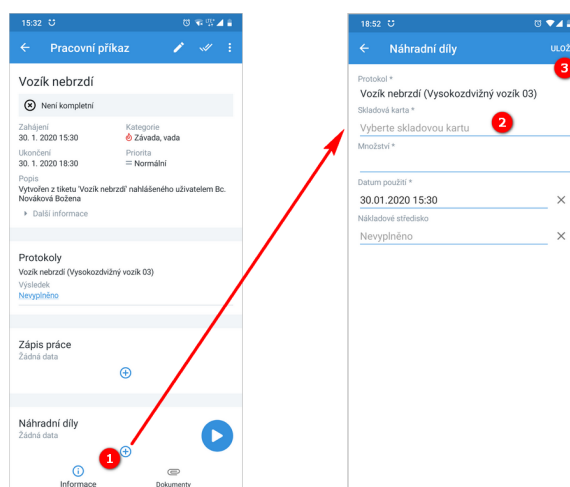 15:32
Pracovní příkaz
Vozík nebrzdí
Není kompletní
Zahájení
Kategorie
30. 1. 2020 15:30
Závada, vada
Ukončení
Priorita
30. 1. 2020 18:30
Normální
Popis
Vytvořen z tiketu 'Vozík nebrzdí' nahlášeného uživatelem Bc.
Nováková Božena
Další informace
Protokoly
Vozík nebrzdí (Vysokozdvižný vozík 03)
Výsledek
Nevyplněno
Zápis práce
Žádná data
Náhradní díly
Žádná data
1
Informace
Dokumenty
18:52
Náhradní díly
ULOŽ
3
Protokol *
Vozík nebrzdí (Vysokozdvižný vozík 03)
Skladová karta *
Vyberte skladovou kartu
2
Množství *
Datum použití *
30.01.2020 15:30
Nákladové středisko
Nevyplněno